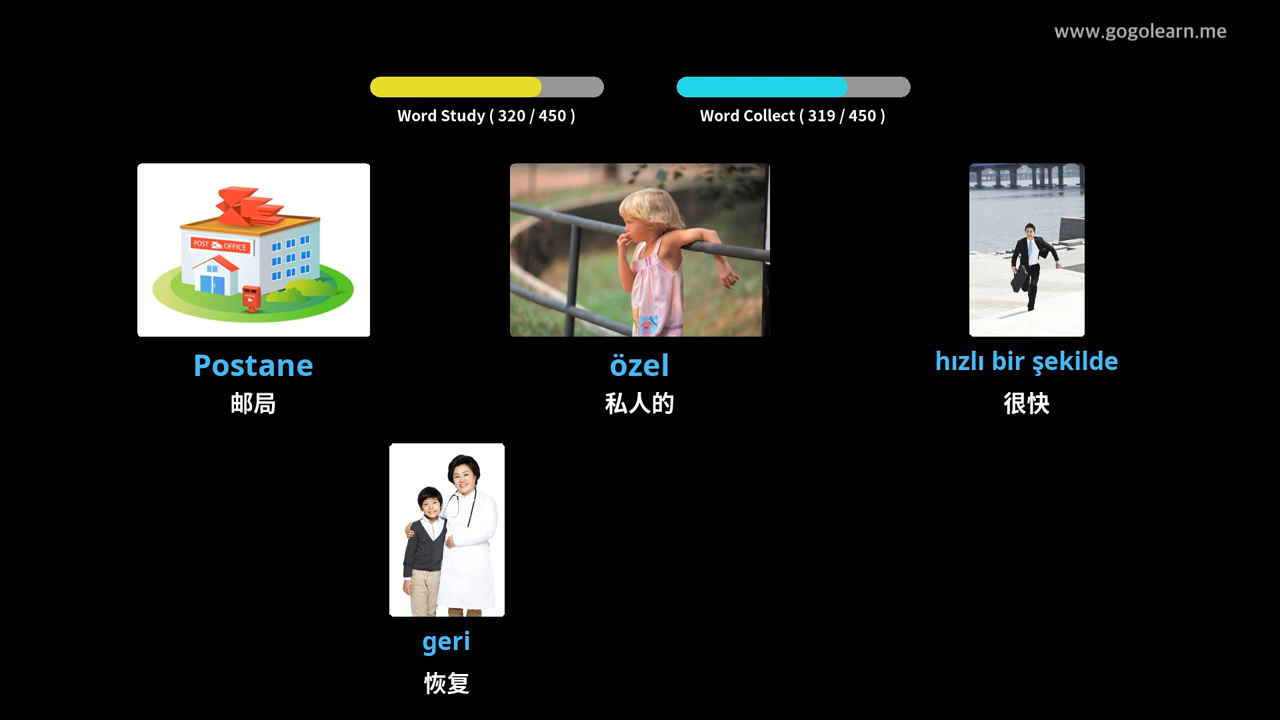 www.gogolearn.me
Word Study ( 320 / 450 )
Word Collect ( 319 / 450 )
POST OFFICE
Postane
邮局
özel
私人的
hızlı bir şekilde
很快
geri
恢复